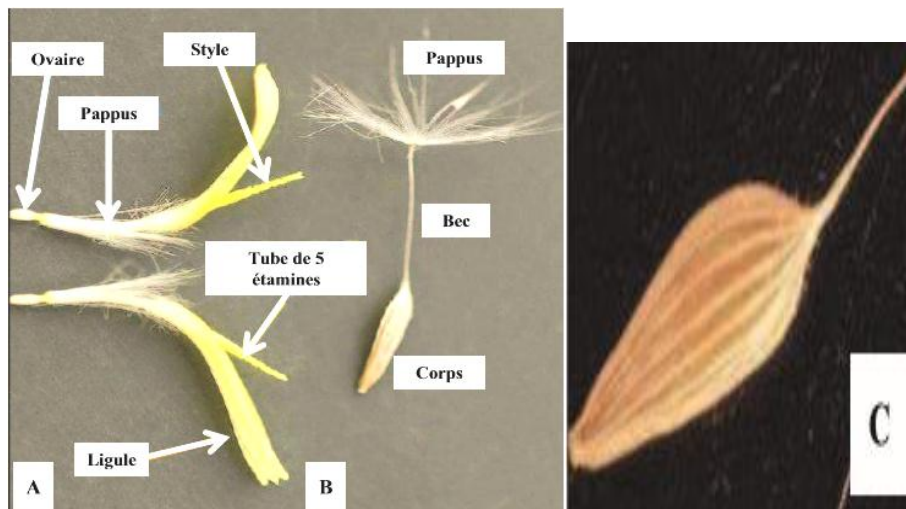 Ovaire
Style
Pappus
Tube de 5
étamines
Ligule
A
Pappus
Bec
Corps
B
C